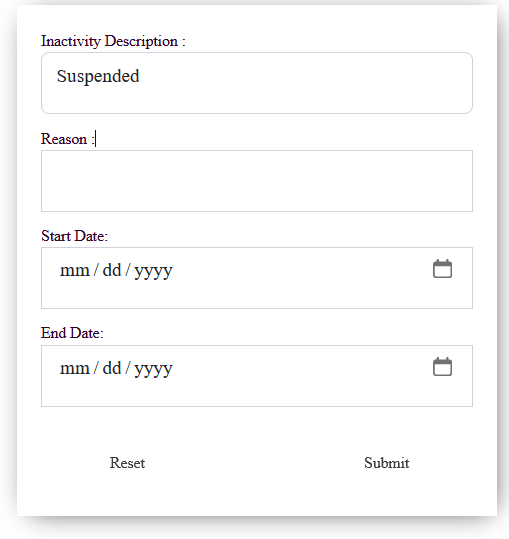 Inactivity Description :
Suspended
Reason :
Start Date:
mm / dd / yyyy
End Date:
mm / dd / yyyy
Reset Submit